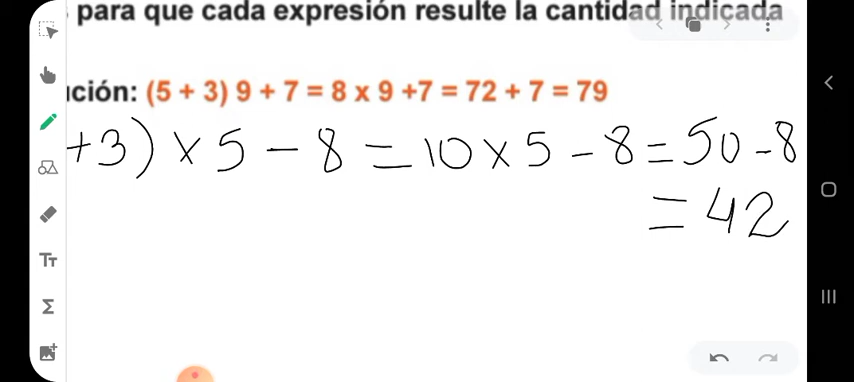 para que cada expresión resulte la cantidad indicada
ución: (5 + 3) 9 + 7 = 8 x 9 +7 = 72 + 7 = 79
+3) × 5 - 8 = 10 × 5 - 8 = 50 - 8
= 42
Tт
Σ